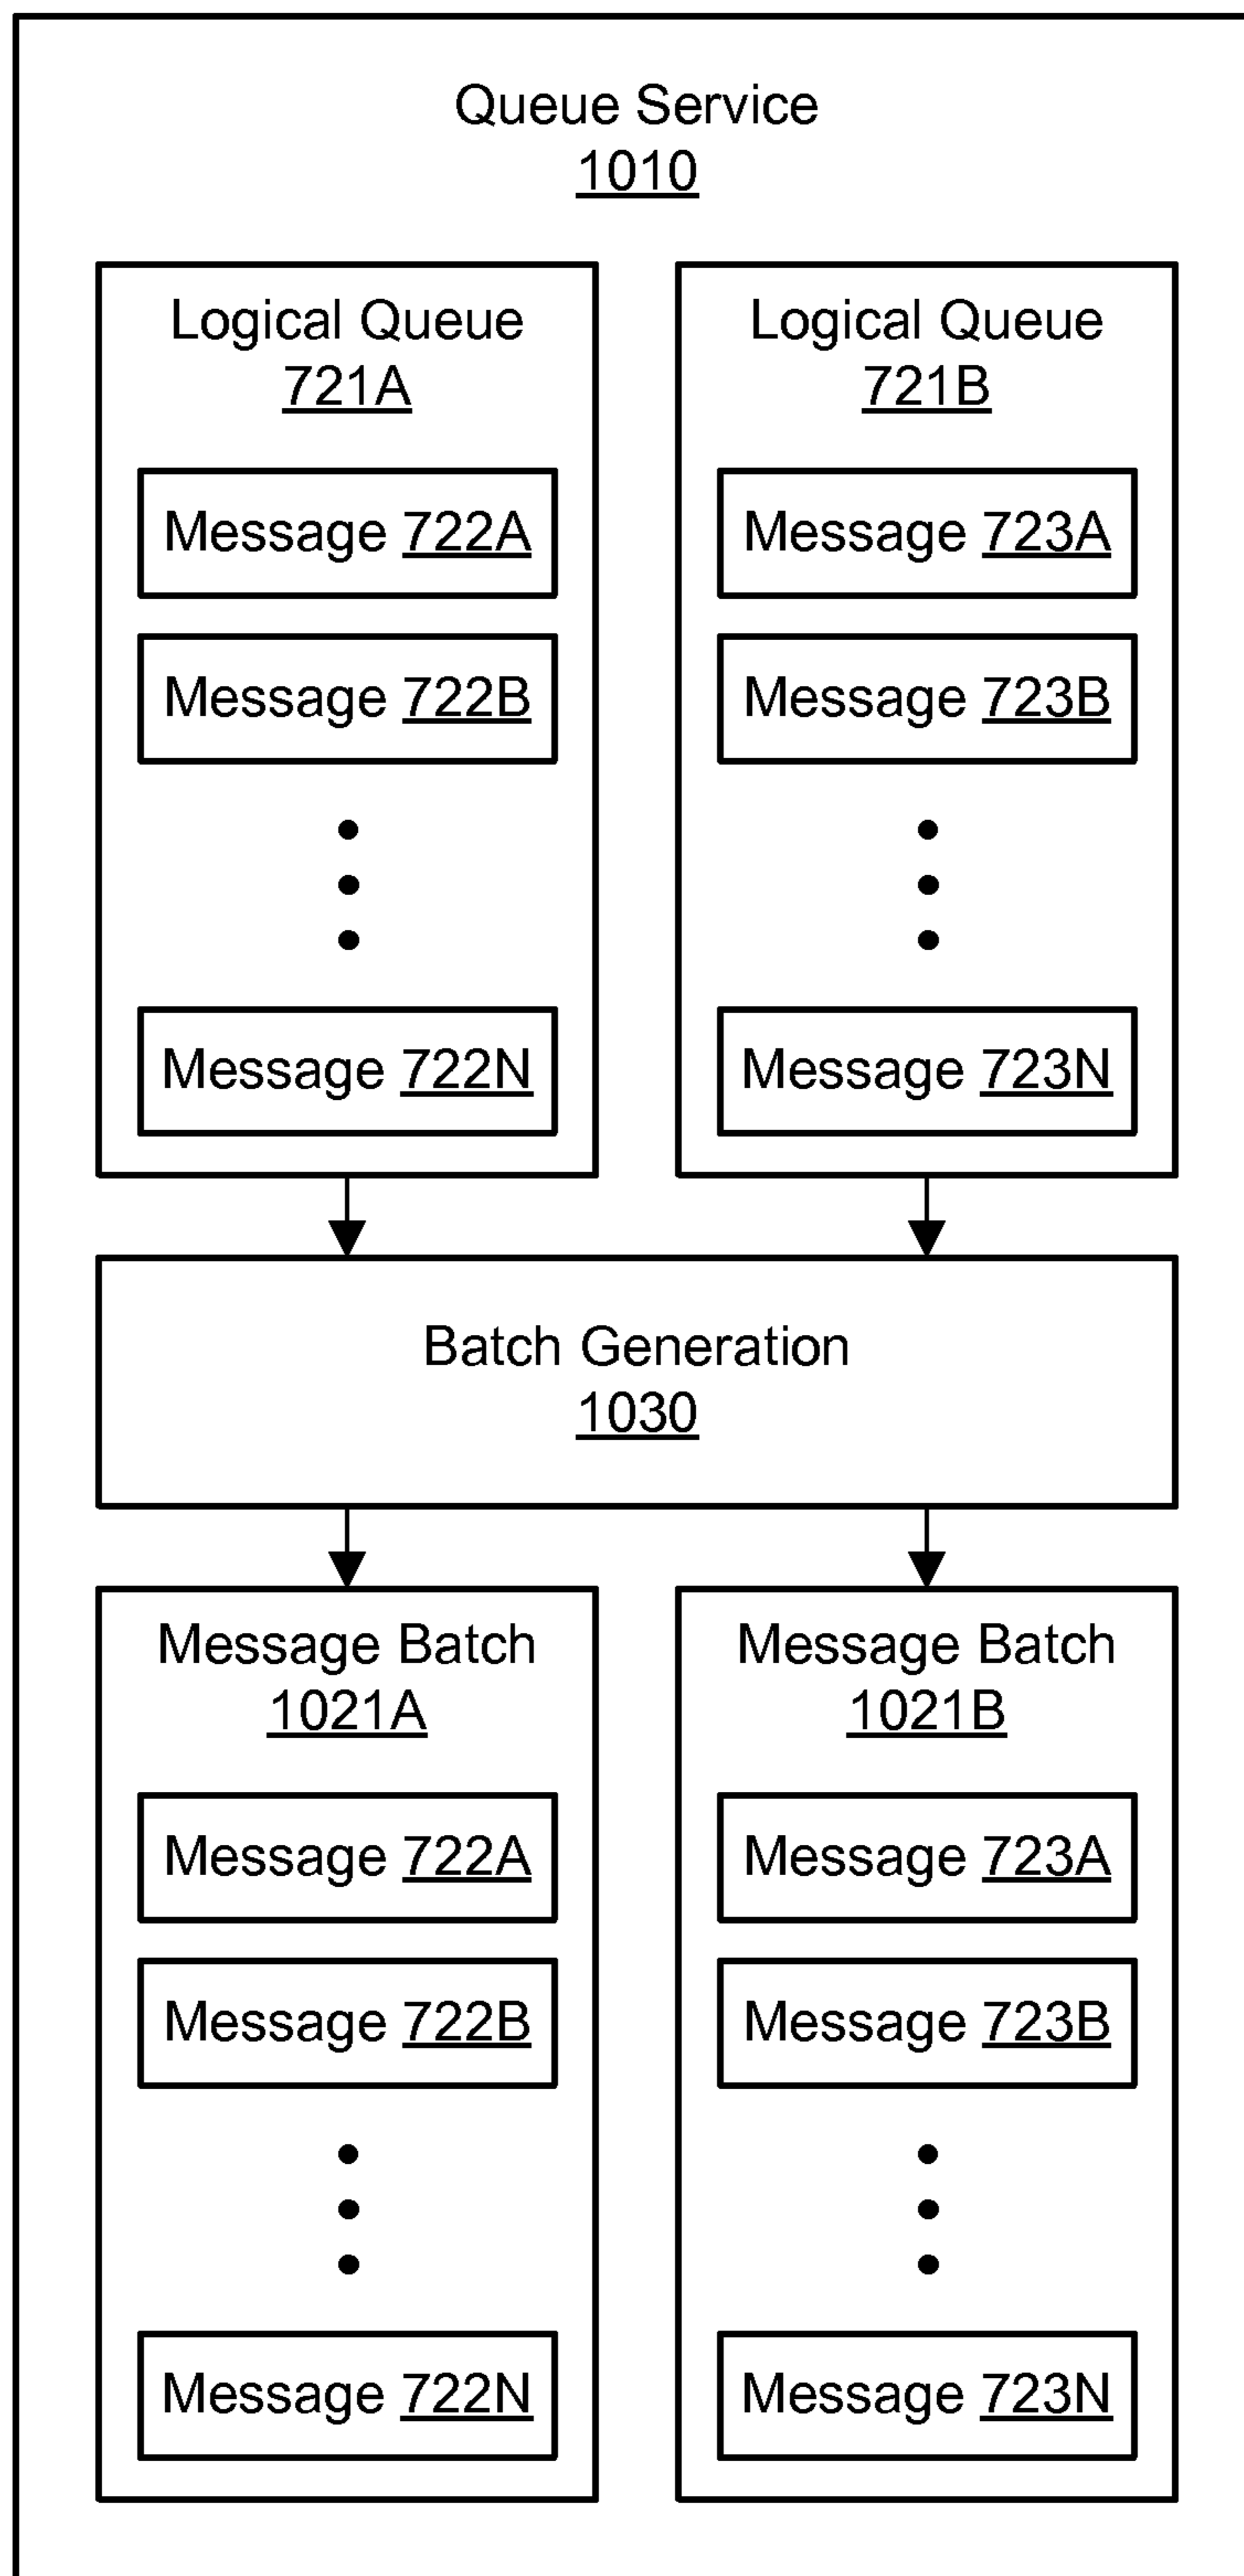 Queue Service
1010
Logical Queue
721A
Message 722A
Message 722B
Message 722N
Logical Queue
721B
Message 723A
Message 723B
Message 723N
Batch Generation
1030
Message Batch
1021A
Message 722A
Message 722B
Message 722N
Message Batch
1021B
Message 723A
Message 723B
Message 723N